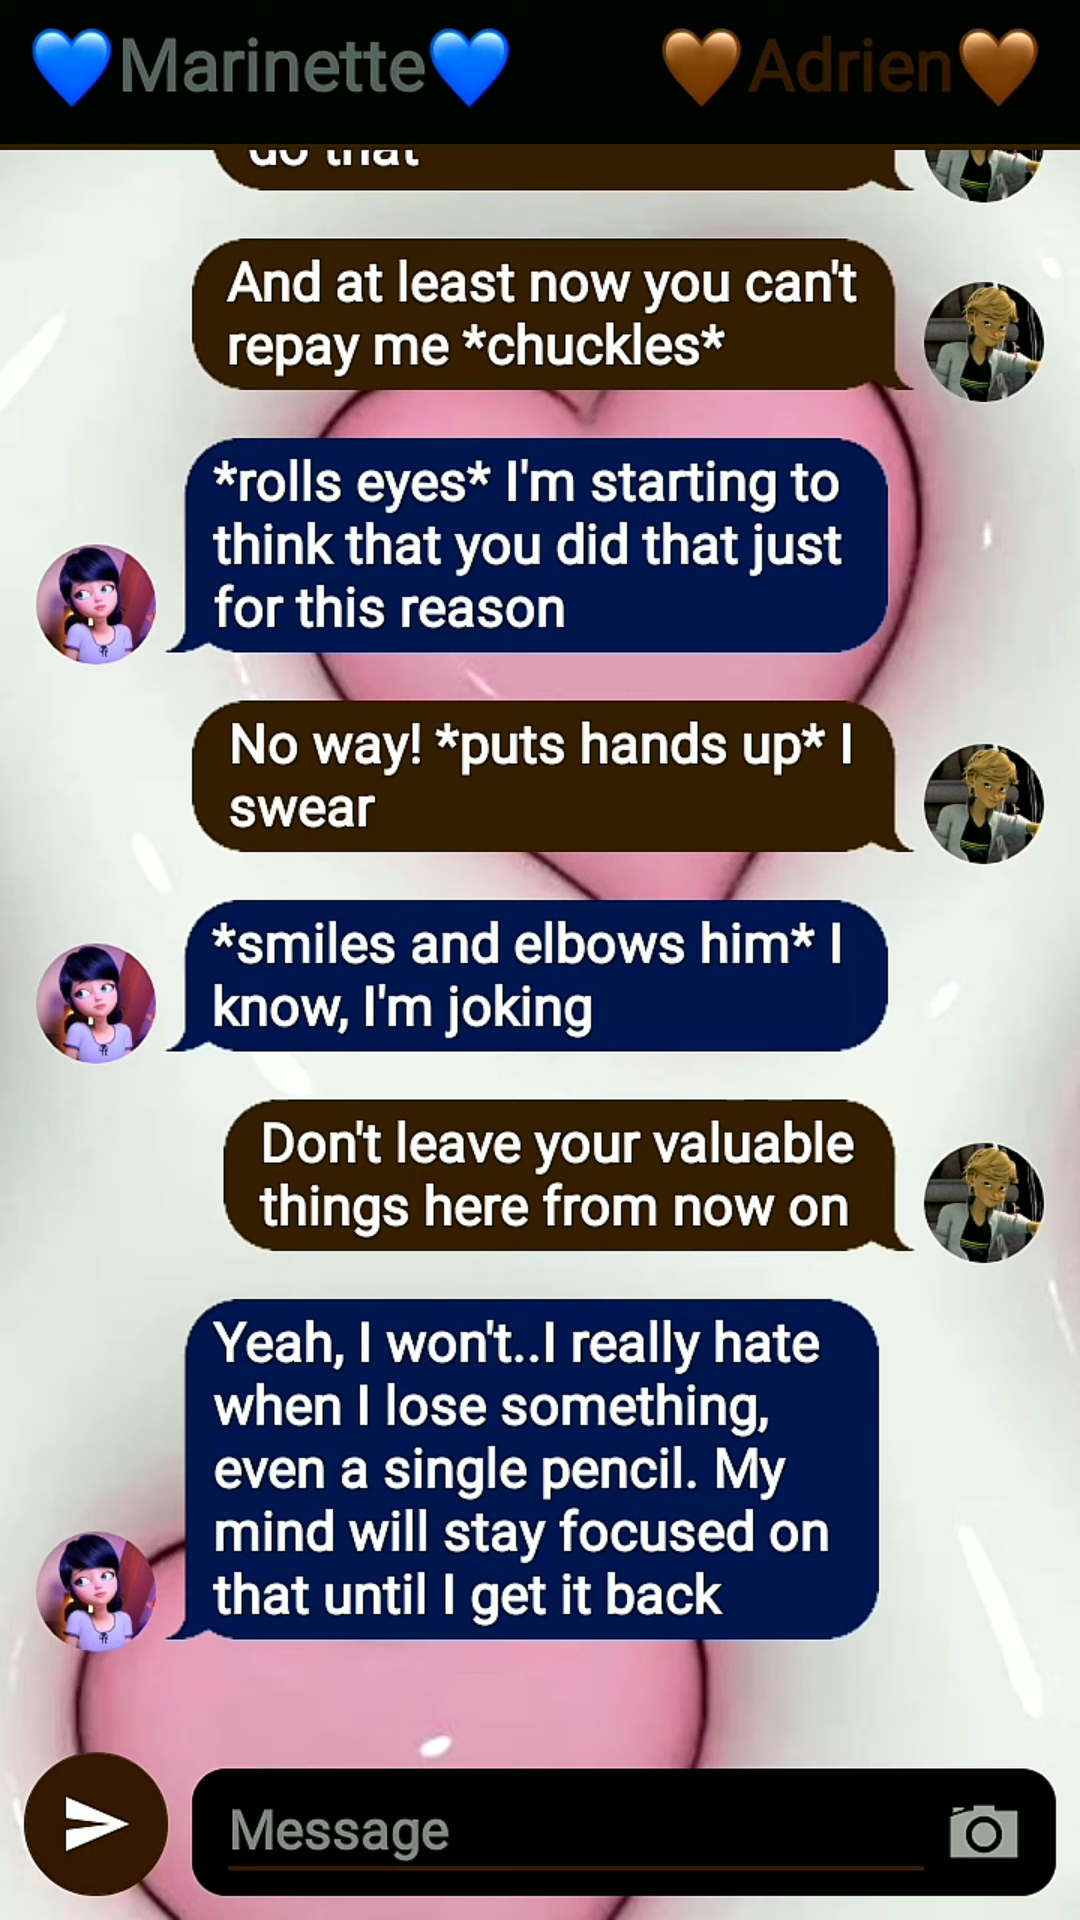 💙Marinette💙 🤎Adrien🤎
do that
And at least now you can't
repay me *chuckles*
*rolls eyes* I'm starting to
think that you did that just
for this reason
No way! *puts hands up* I
swear
*smiles and elbows him* I
know, I'm joking
Don't leave your valuable
things here from now on
Yeah, I won't..I really hate
when I lose something,
even a single pencil. My
mind will stay focused on
that until I get it back
Message